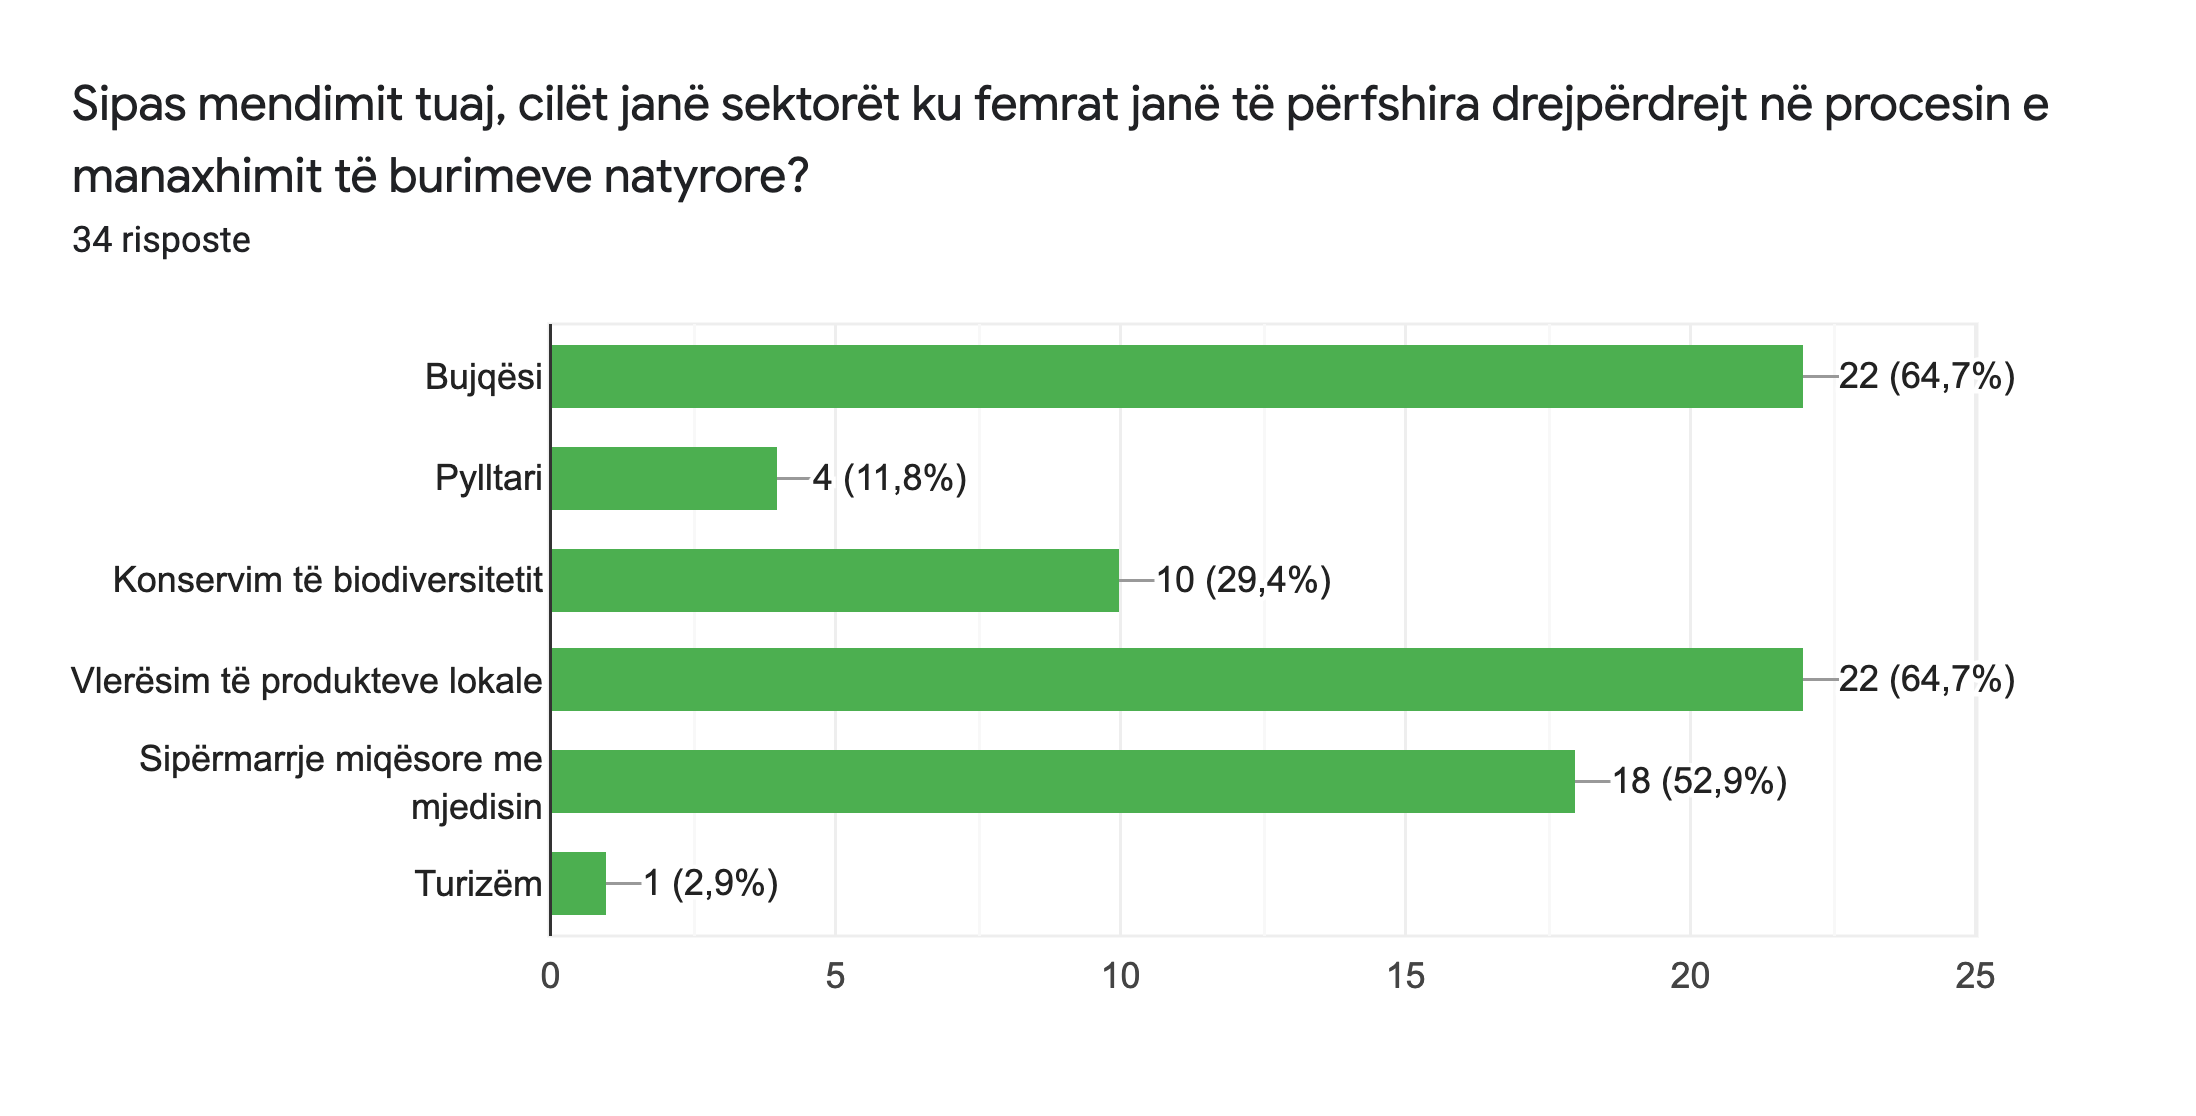 Sipas mendimit tuaj, cilët janë sektorët ku femrat janë të përfshira drejpërdrejt në procesin e
manaxhimit të burimeve natyrore?
34 risposte
Bujqësi
22 (64,7%)
Pylltari
4 (11,8%)
Konservim të biodiversitetit
10 (29,4%)
Vlerësim të produkteve lokale
22 (64,7%)
Sipërmarrje miqësore me
mjedisin
18 (52,9%)
Turizëm
1 (2,9%)
0 5 10 15 20 25